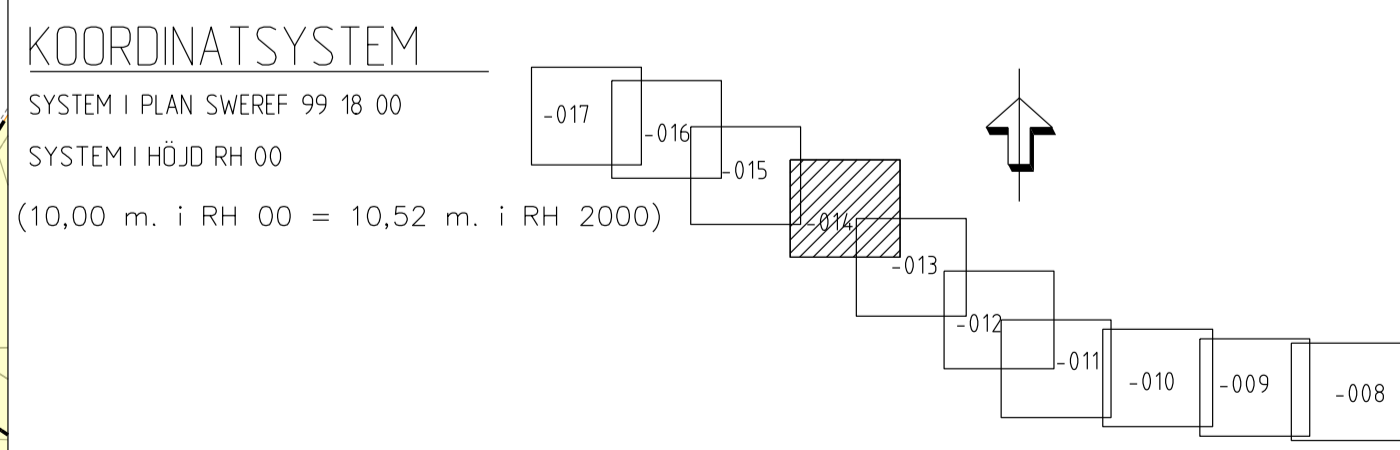 KOORDINATSYSTEM
SYSTEM I PLAN SWEREF 99 18 00
SYSTEM I HÖJD RH 00
(10,00 m. i RH 00 = 10,52 m. i RH 2000)
-017
-016
-015
-014
-013
-012
-011
-010
-009
-008